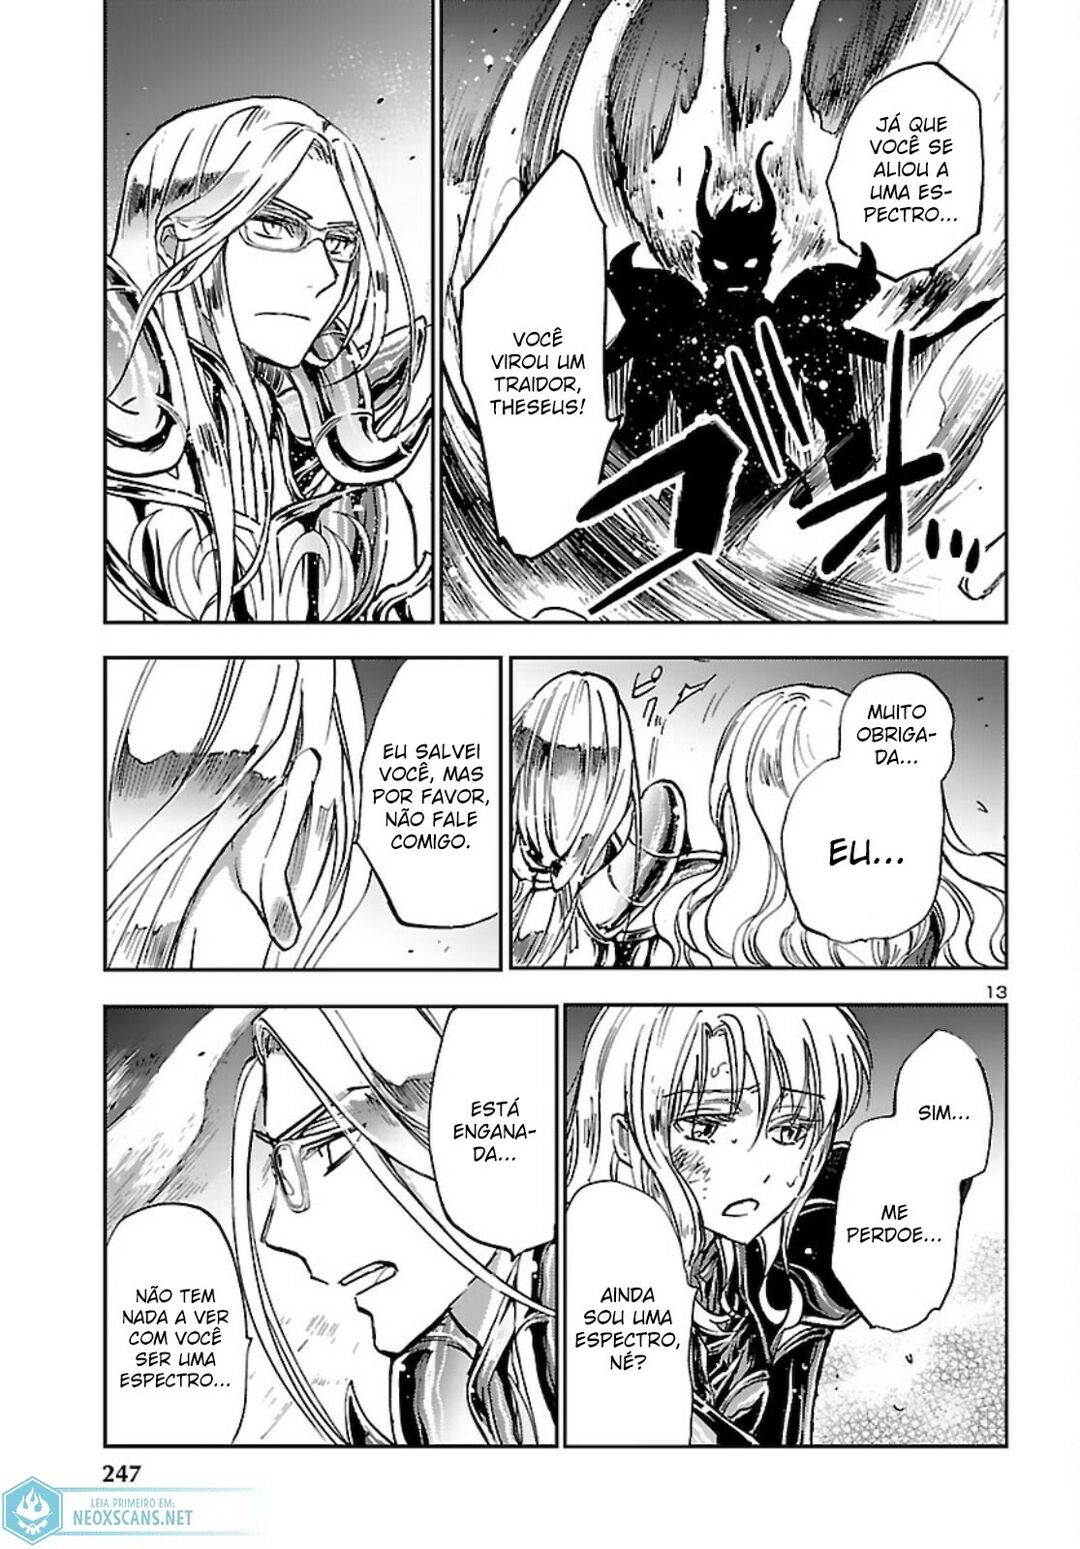 JÁ QUE
VOCÊ SE
ALIOU A
UMA ES-
PECTRO...
VOCÊ
VIROU UM
TRAIDOR,
THESEUS!
MUITO
OBRIGA-
DA...
EU...
EU SALVEI
VOCÊ, MAS
POR FAVOR,
NÃO FALE
COMIGO.
13
SIM...
ME
PERDOE...
AINDA
SOU UMA
ESPECTRO,
NÉ?
ESTÁ
ENGANA-
DA...
NÃO TEM
NADA A VER
COM VOCÊ
SER UMA
ESPECTRO...
247
LEIA PRIMEIRO EM:
NEOXSCANS.NET